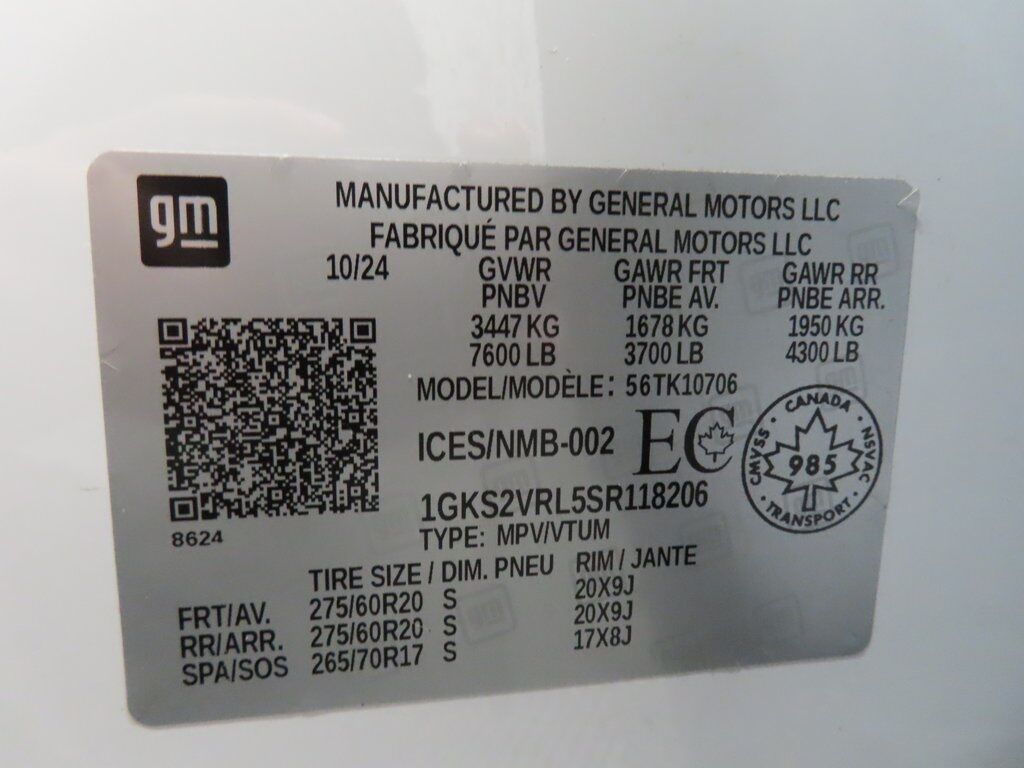 gm
MANUFACTURED BY GENERAL MOTORS LLC
FABRIQUÉ PAR GENERAL MOTORS LLC
10/24 GVWR GAWR FRT GAWR RR
PNBV PNBE AV. PNBE ARR.
3447 KG 1678 KG 1950 KG
7600 LB 3700 LB 4300 LB
MODEL/MODÈLE: 56TK10706
ICES/NMB-002 EC
CANADA
CMVSS 985 NSVAC
TRANSPORT
1GKS2VRL5SR118206
TYPE: MPV/VTUM
8624
TIRE SIZE / DIM. PNEU RIM / JANTE
FRT/AV. 275/60R20 S 20X9J
RR/ARR. 275/60R20 S 20X9J
SPA/SOS 265/70R17 S 17X8J